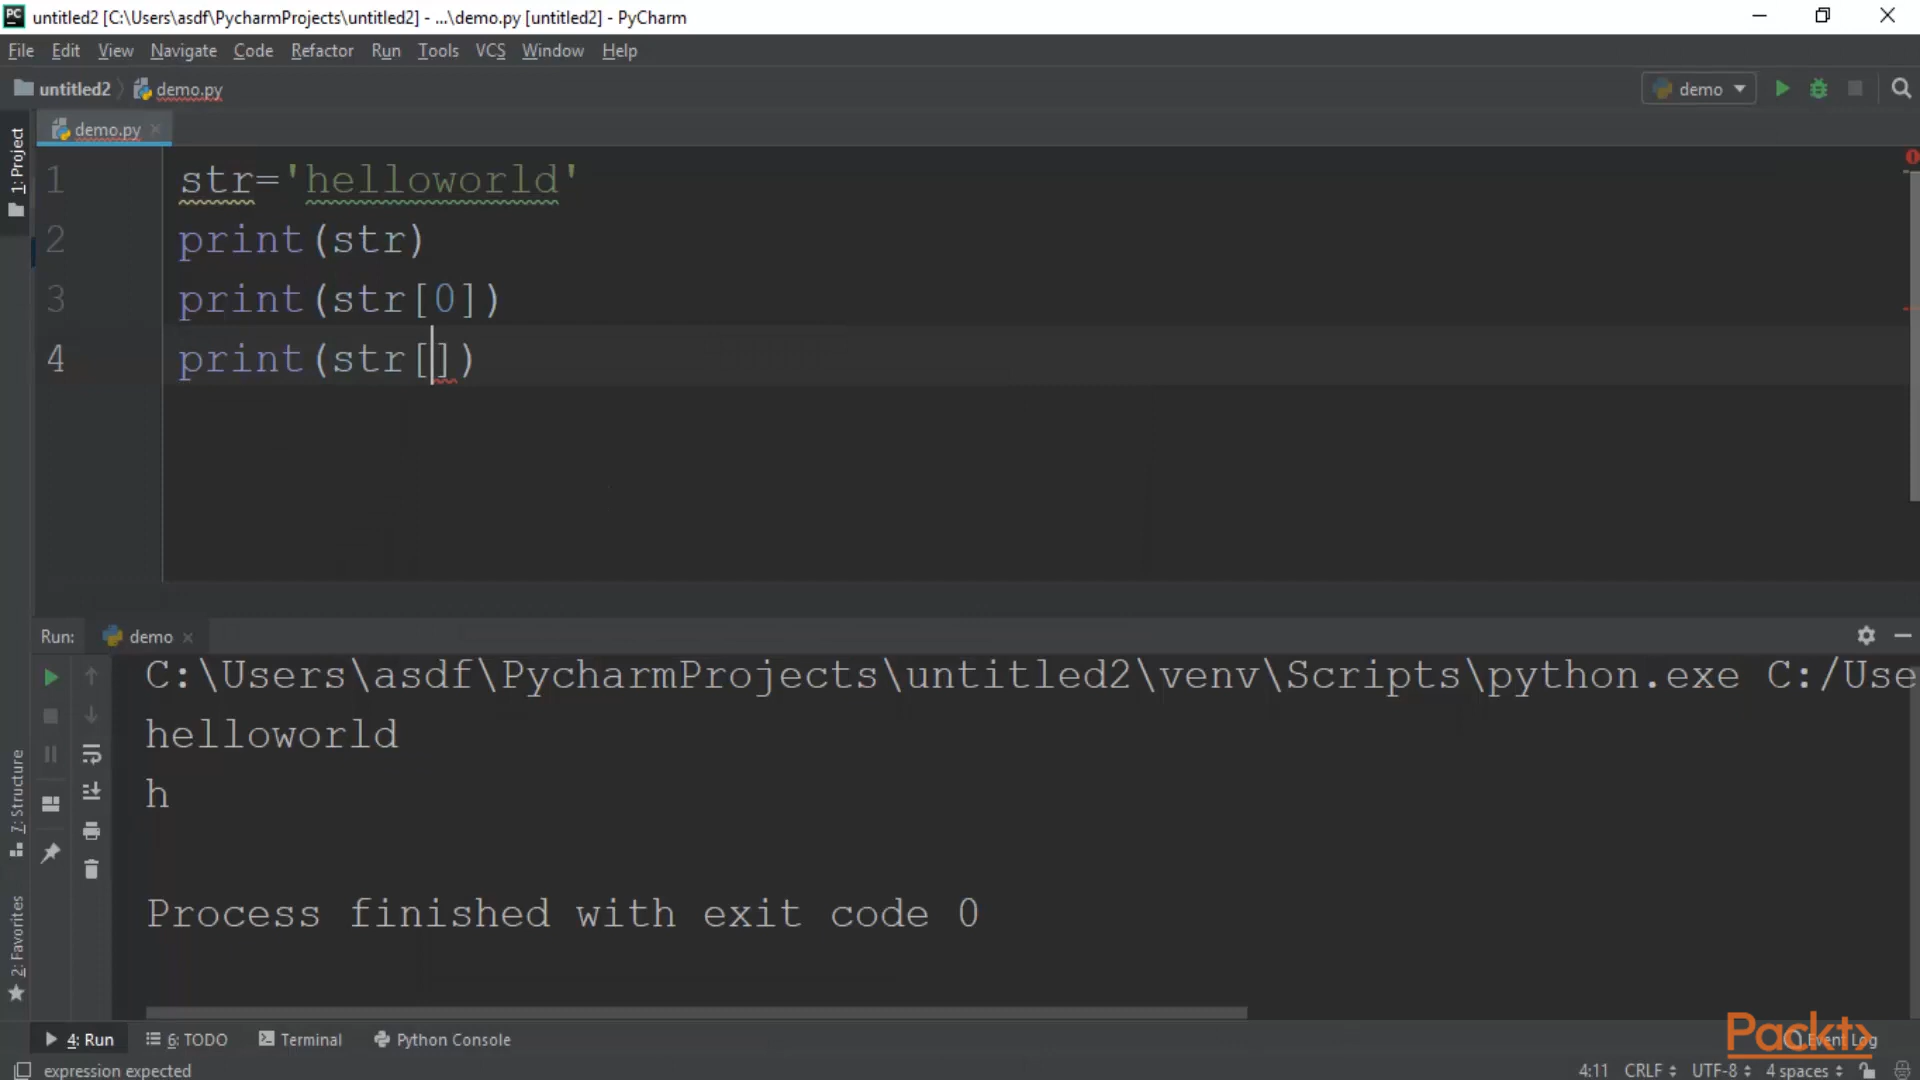 untitled2 [C:\Users\asdf\PycharmProjects\untitled2] - ...\demo.py [untitled2] - PyCharm
File Edit View Navigate Code Refactor Run Tools VCS Window Help
untitled2 demo.py
demo
demo.py
1: Project
1 str='helloworld'
2 print(str)
3 print(str[0])
4 print(str[])
Run: demo
C:\Users\asdf\PycharmProjects\untitled2\venv\Scripts\python.exe C:/Use
helloworld
h
Process finished with exit code 0
7: Structure
2: Favorites
4: Run 6: TODO Terminal Python Console Event Log
Packt
expression expected 4:11 CRLF UTF-8 4 spaces